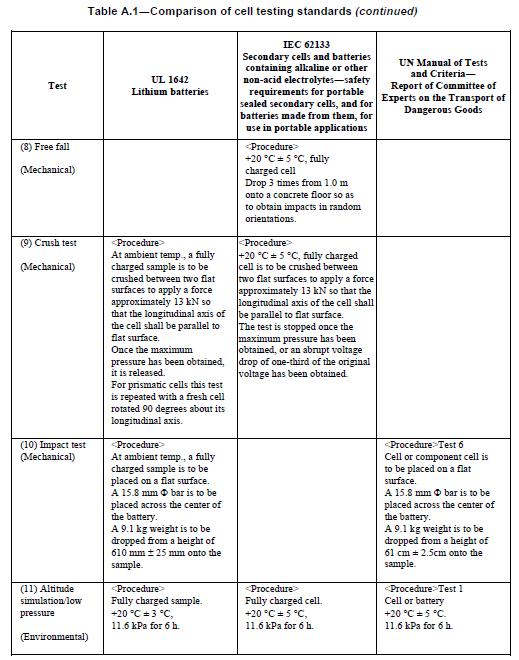 Table A.1—Comparison of cell testing standards (continued)
Test
UL 1642
Lithium batteries
IEC 62133
Secondary cells and batteries
containing alkaline or other
non-acid electrolytes—safety
requirements for portable
sealed secondary cells, and for
batteries made from them, for
use in portable applications
UN Manual of Tests
and Criteria—
Report of Committee of
Experts on the Transport of
Dangerous Goods
(8) Free fall
(Mechanical)
<Procedure>
+20 °C ± 5 °C, fully
charged cell
Drop 3 times from 1.0 m
onto a concrete floor so as
to obtain impacts in random
orientations.
(9) Crush test
(Mechanical)
<Procedure>
At ambient temp., a fully
charged sample is to be
crushed between two flat
surfaces to apply a force
approximately 13 kN so
that the longitudinal axis of
the cell shall be parallel to
flat surface.
Once the maximum
pressure has been obtained,
it is released.
For prismatic cells this test
is repeated with a fresh cell
rotated 90 degrees about its
longitudinal axis.
<Procedure>
+20 °C ± 5 °C, fully charged
cell is to be crushed between
two flat surfaces to apply a force
approximately 13 kN so that the
longitudinal axis of the cell shall
be parallel to flat surface.
The test is stopped once the
maximum pressure has been
obtained, or an abrupt voltage
drop of one-third of the original
voltage has been obtained.
(10) Impact test
(Mechanical)
<Procedure>
At ambient temp., a fully
charged sample is to be
placed on a flat surface.
A 15.8 mm Φ bar is to be
placed across the center of
the battery.
A 9.1 kg weight is to be
dropped from a height of
610 mm ± 25 mm onto the
sample.
<Procedure>Test 6
Cell or component cell is
to be placed on a flat
surface.
A 15.8 mm Φ bar is to be
placed across the center of
the battery.
A 9.1 kg weight is to be
dropped from a height of
61 cm ± 2.5cm onto the
sample.
(11) Altitude
simulation/low
pressure
(Environmental)
<Procedure>
Fully charged sample.
+20 °C ± 3 °C,
11.6 kPa for 6 h.
<Procedure>
Fully charged cell.
+20 °C ± 5 °C,
11.6 kPa for 6 h.
<Procedure>Test 1
Cell or battery
+20 °C ± 5 °C.
11.6 kPa for 6 h.